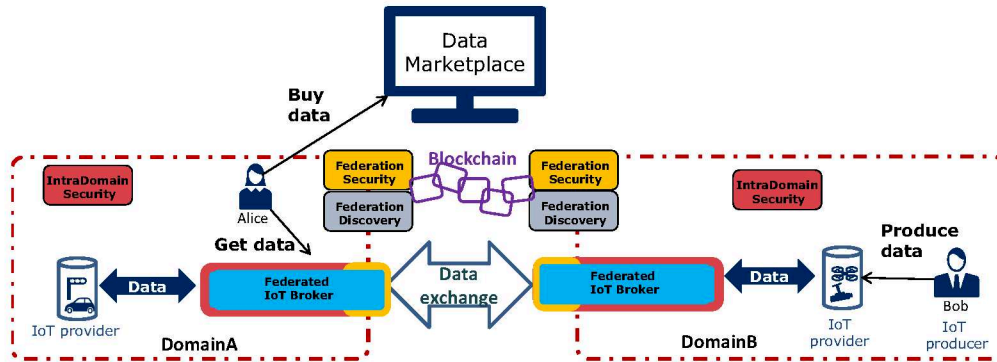 Data
Marketplace
Buy
data
Blockchain
Federation
Security
Federation
Security
IntraDomain
Security
IntraDomain
Security
Federation
Discovery
Federation
Discovery
Alice
Get data
Produce
data
Federated
IoT Broker
Data
exchange
Federated
IoT Broker
Data
Data
Bob
IoT provider
IoT
provider
IoT
producer
DomainA
DomainB